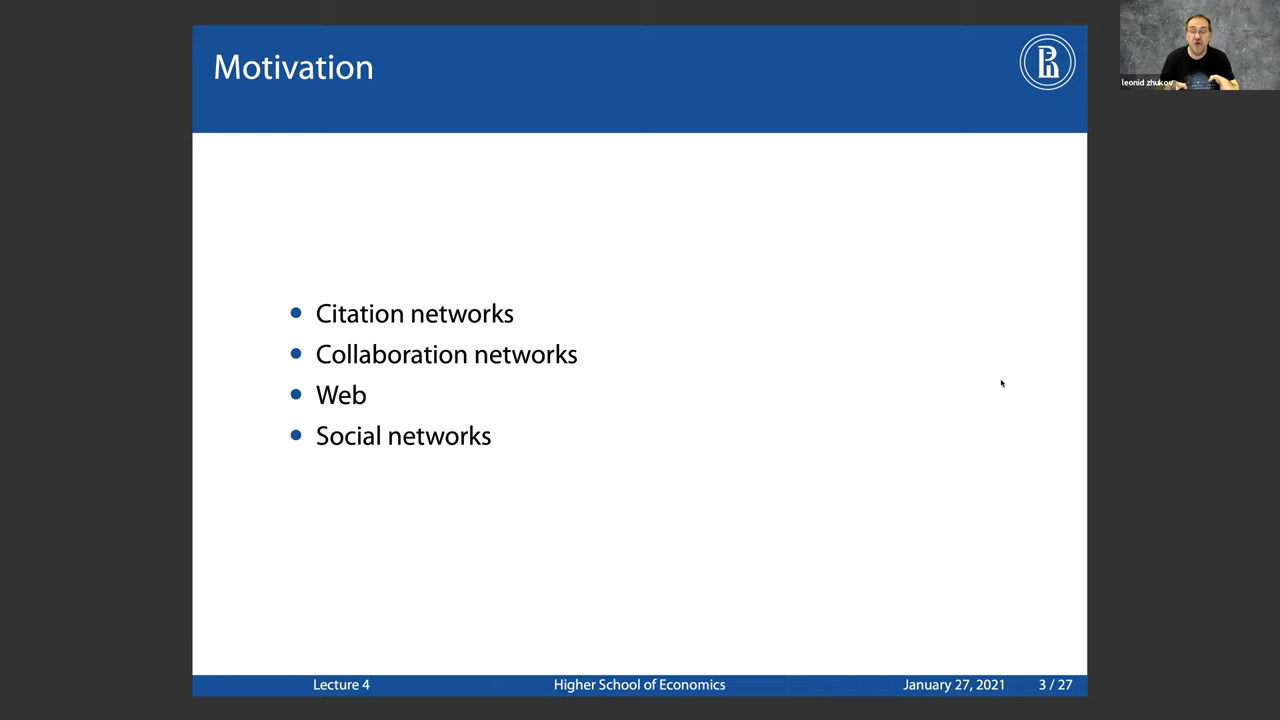 Motivation
leonid zhukov
Citation networks
Collaboration networks
Web
Social networks
Lecture 4
Higher School of Economics
January 27, 2021
3 / 27